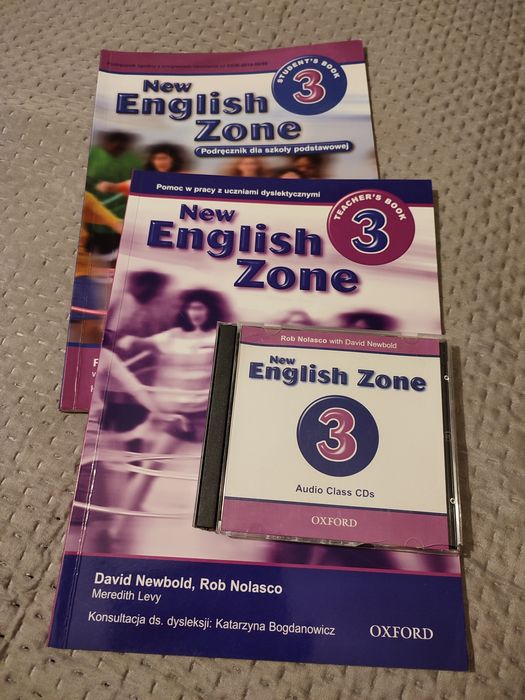 STUDENT'S BOOK
3
New
English
Zone
Podręcznik dla szkoły podstawowej
Pomoc w pracy z uczniami dyslektycznymi
TEACHER'S BOOK
3
New
English
Zone
Rob Nolasco with David Newbold
New
English Zone
3
Audio Class CDs
OXFORD
David Newbold, Rob Nolasco
Meredith Levy
Konsultacja ds. dysleksji: Katarzyna Bogdanowicz
OXFORD